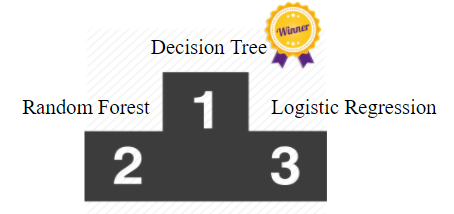 Winner
Decision Tree
Random Forest
1
Logistic Regression
2
3